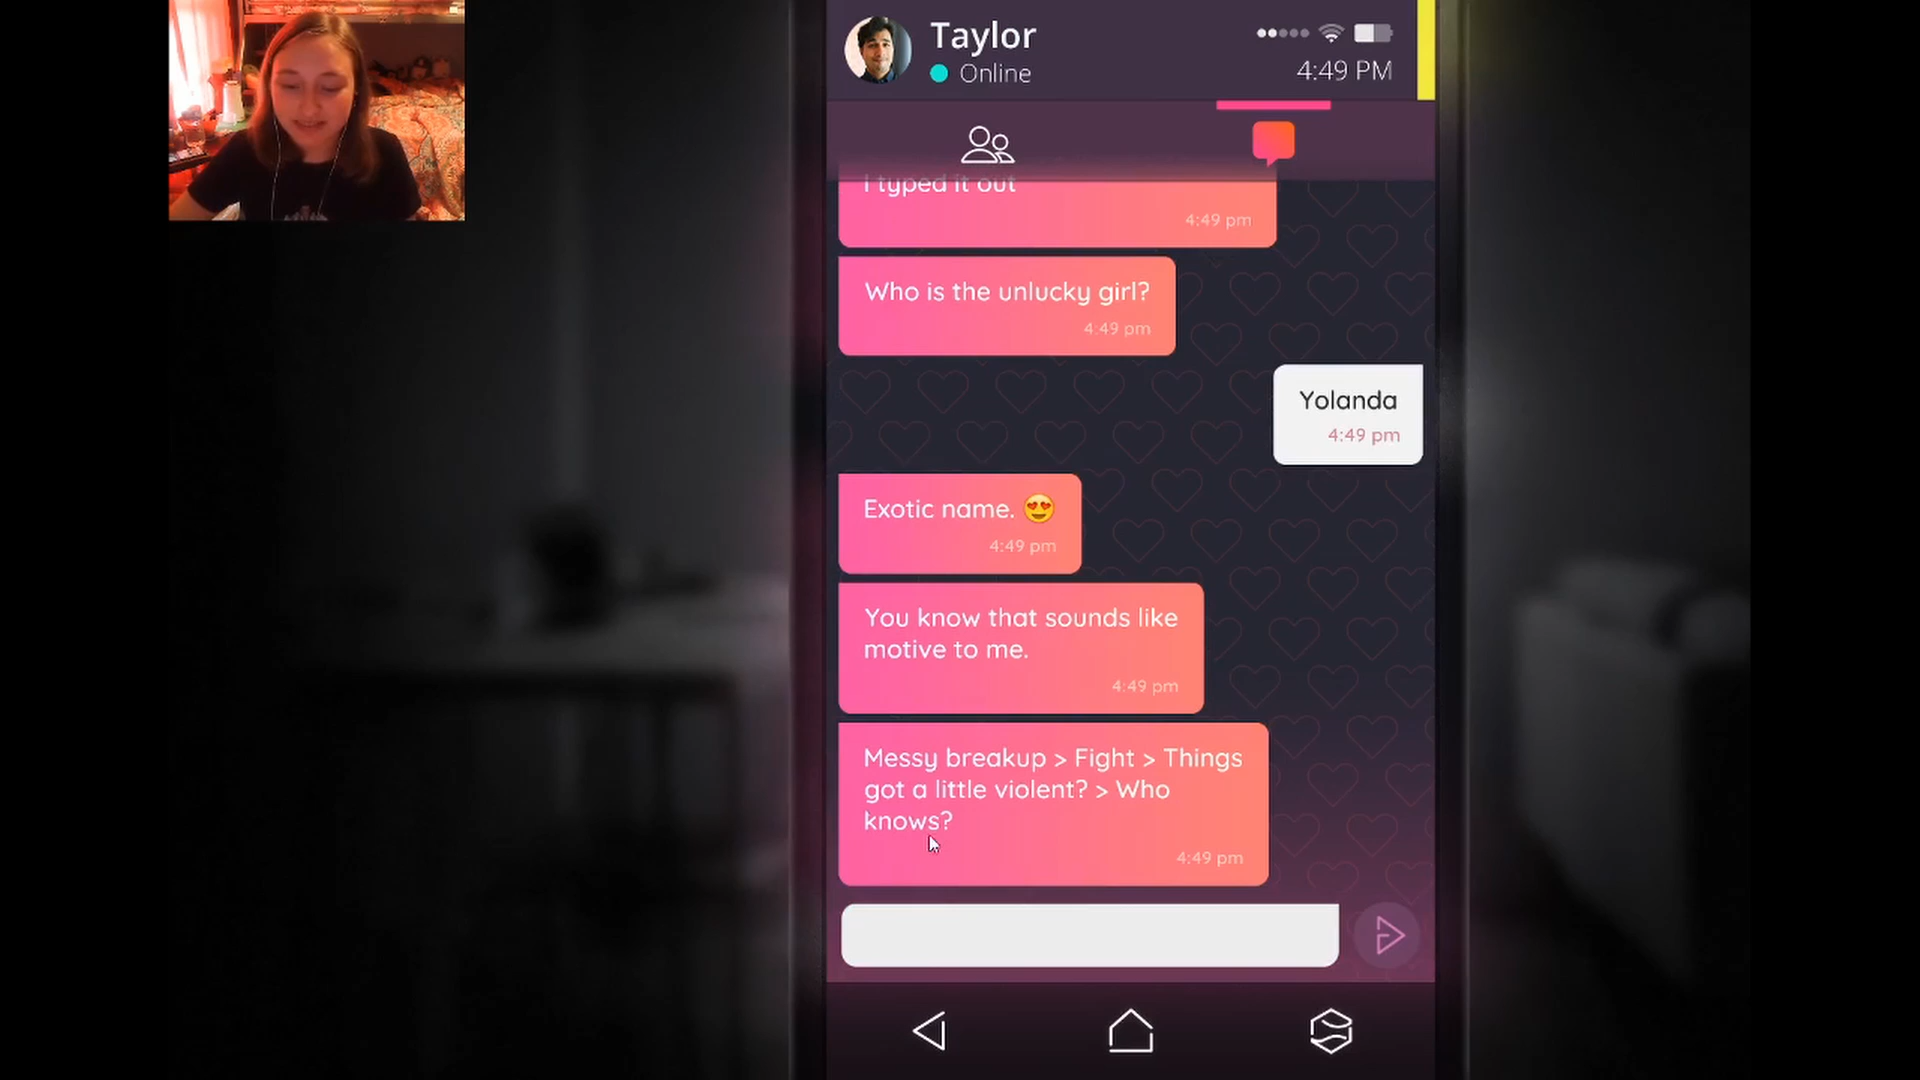 Taylor
Online
4:49 PM
I typed it out
4:49 pm
Who is the unlucky girl?
4:49 pm
Yolanda
4:49 pm
Exotic name. 😍
4:49 pm
You know that sounds like
motive to me.
4:49 pm
Messy breakup > Fight > Things
got a little violent? > Who
knows?
4:49 pm